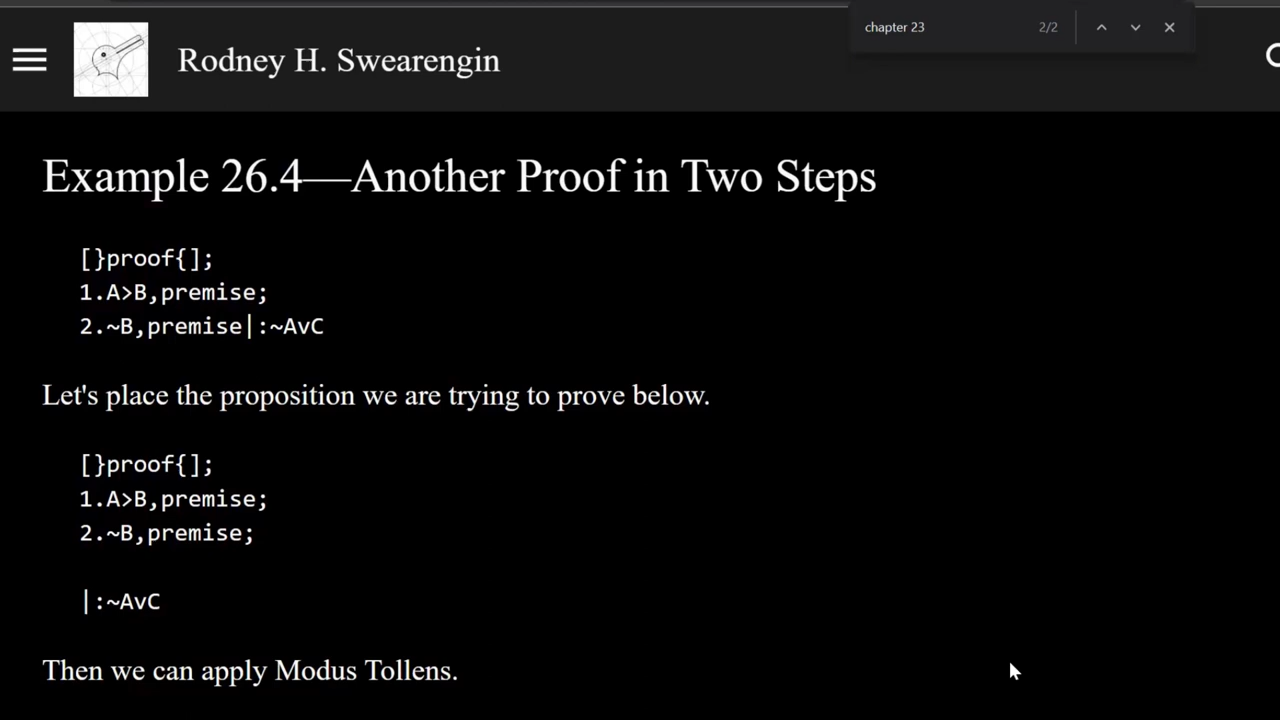 chapter 23
2/2
Rodney H. Swearengin
Example 26.4—Another Proof in Two Steps
[}proof{];
1.A>B,premise;
2.~B,premise|:~AvC
Let's place the proposition we are trying to prove below.
[}proof{];
1.A>B,premise;
2.~B,premise;
|:~AvC
Then we can apply Modus Tollens.